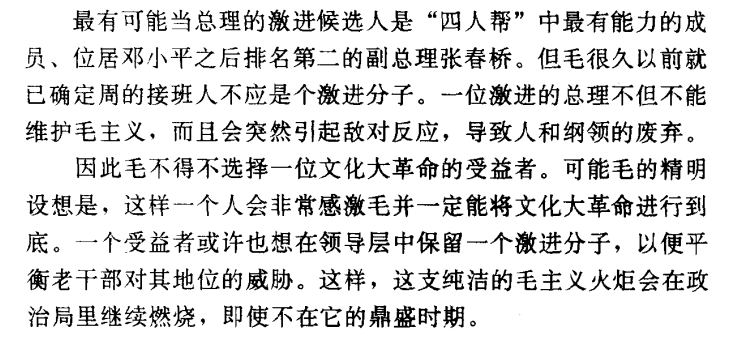 最有可能当总理的激进候选人是“四人帮”中最有能力的成
员、位居邓小平之后排名第二的副总理张春桥。但毛很久以前就
已确定周的接班人不应是个激进分子。一位激进的总理不但不能
维护毛主义，而且会突然引起敌对反应，导致人和纲领的废弃。
因此毛不得不选择一位文化大革命的受益者。可能毛的精明
设想是，这样一个人会非常感激毛并一定能将文化大革命进行到
底。一个受益者或许也想在领导层中保留一个激进分子，以便平
衡老干部对其地位的威胁。这样，这支纯洁的毛主义火炬会在政
治局里继续燃烧，即使不在它的鼎盛时期。